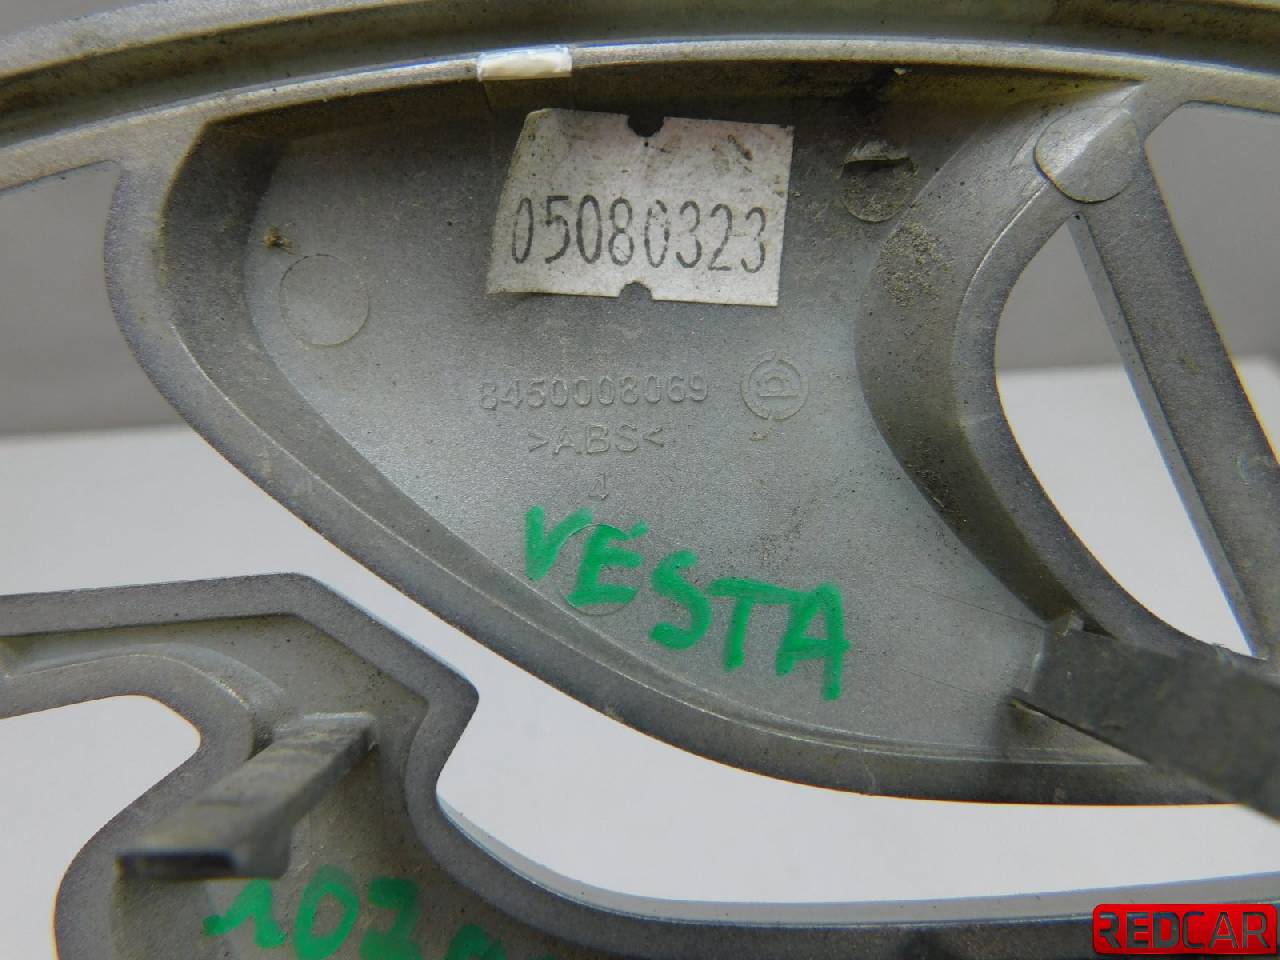 05080323
8450008069
>ABS<
VESTA
REDCAR